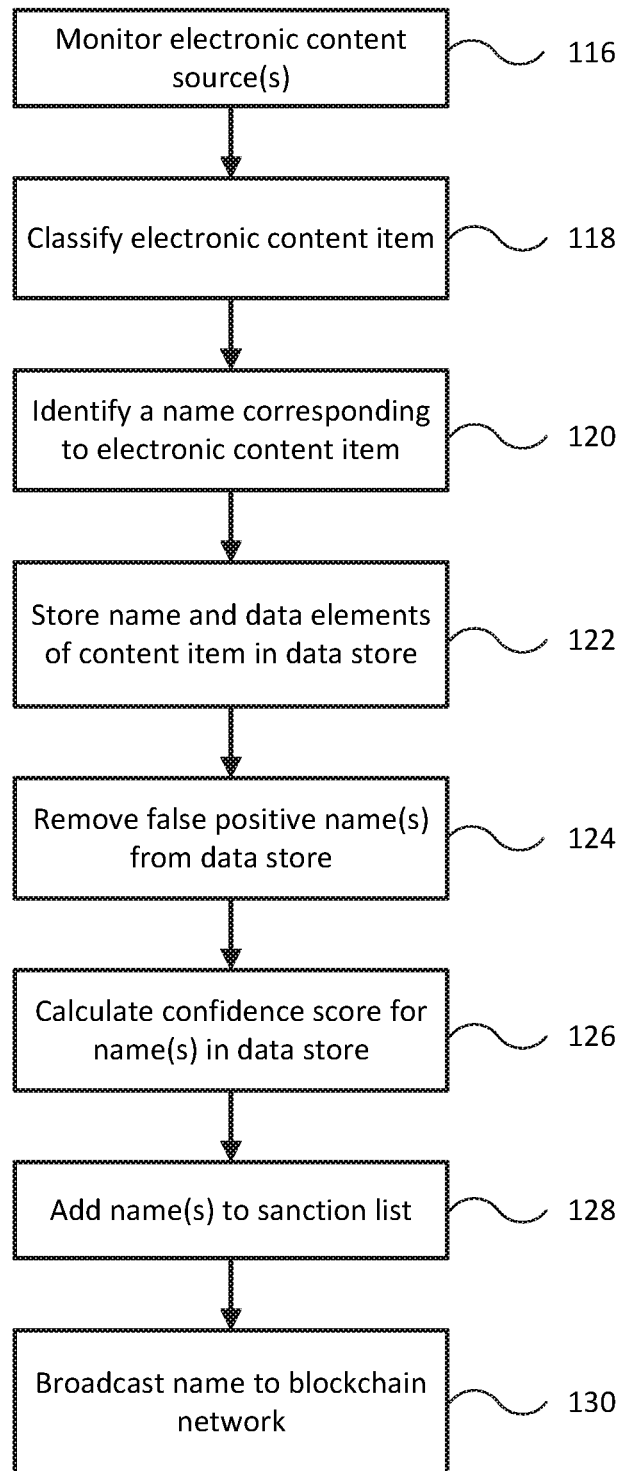 Monitor electronic content
source(s)
116
Classify electronic content item
118
Identify a name corresponding
to electronic content item
120
Store name and data elements
of content item in data store
122
Remove false positive name(s)
from data store
124
Calculate confidence score for
name(s) in data store
126
Add name(s) to sanction list
128
Broadcast name to blockchain
network
130